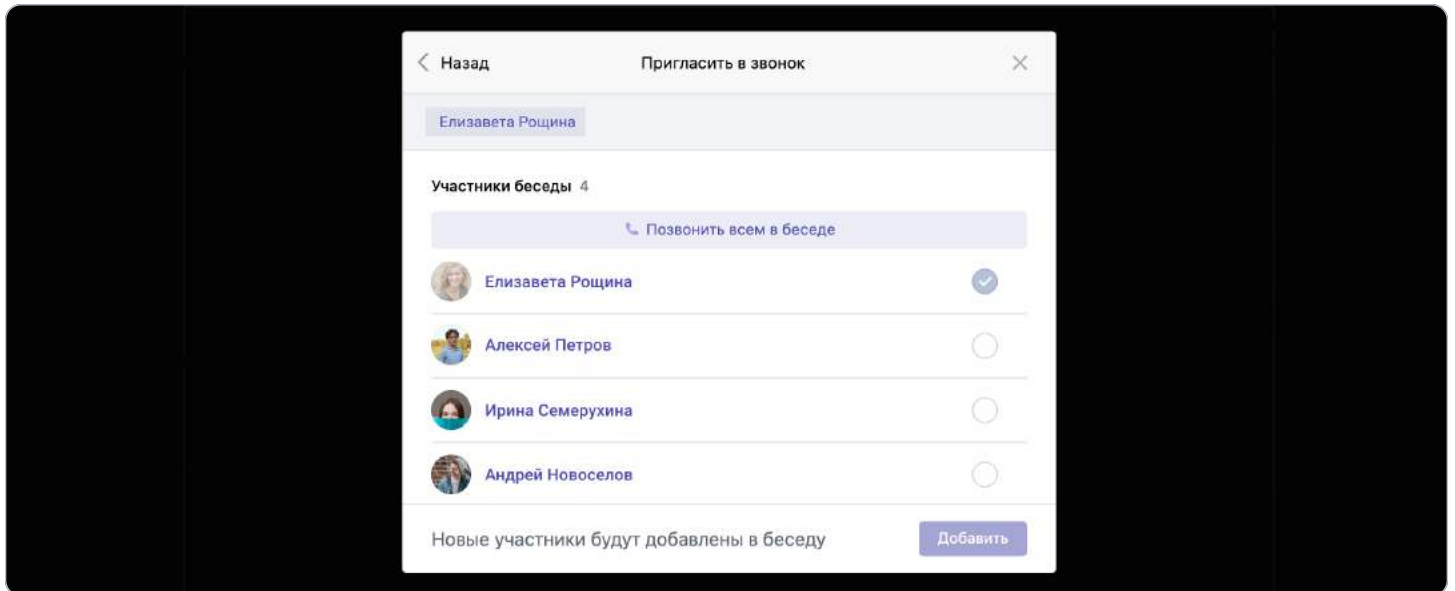 Назад
Пригласить в звонок
Елизавета Рощина
Участники беседы 4
Позвонить всем в беседе
Елизавета Рощина
Алексей Петров
Ирина Семерухина
Андрей Новоселов
Новые участники будут добавлены в беседу
Добавить